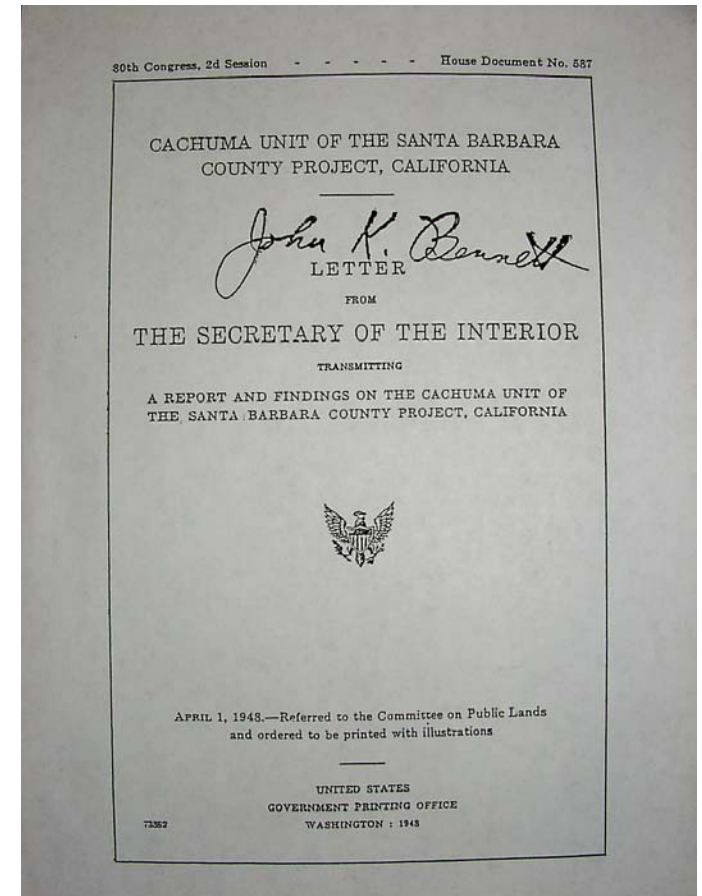 80th Congress, 2d Session - - - - - House Document No. 587
CACHUMA UNIT OF THE SANTA BARBARA
COUNTY PROJECT, CALIFORNIA
John K. Bennett
LETTER
FROM
THE SECRETARY OF THE INTERIOR
TRANSMITTING
A REPORT AND FINDINGS ON THE CACHUMA UNIT OF
THE SANTA BARBARA COUNTY PROJECT, CALIFORNIA
APRIL 1, 1948.—Referred to the Committee on Public Lands
and ordered to be printed with illustrations
UNITED STATES
GOVERNMENT PRINTING OFFICE
WASHINGTON : 1948